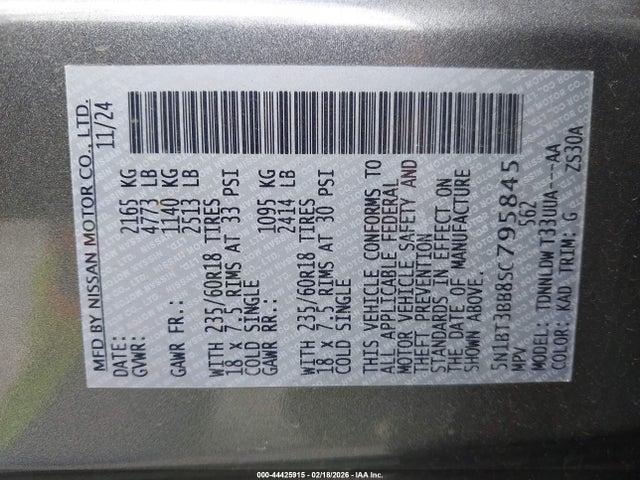 MFD BY NISSAN MOTOR CO., LTD.
DATE: 11/24
GVWR: 2165 KG
4773 LB
GAWR FR.: 1140 KG
2513 LB
WITH 235/60R18 TIRES
18 X 7.5 RIMS AT 33 PSI
COLD SINGLE
GAWR RR.: 1095 KG
2414 LB
WITH 235/60R18 TIRES
18 X 7.5 RIMS AT 30 PSI
COLD SINGLE
THIS VEHICLE CONFORMS TO
ALL APPLICABLE FEDERAL
MOTOR VEHICLE SAFETY AND
THEFT PREVENTION
STANDARDS IN EFFECT ON
THE DATE OF MANUFACTURE
SHOWN ABOVE.
5N1BT3BB8SC795845
MPV 562
MODEL: TDNNLDW T33UUA---AA
COLOR: KAD TRIM: G ZS30A
000-44425915 - 02/18/2026 - IAA Inc.